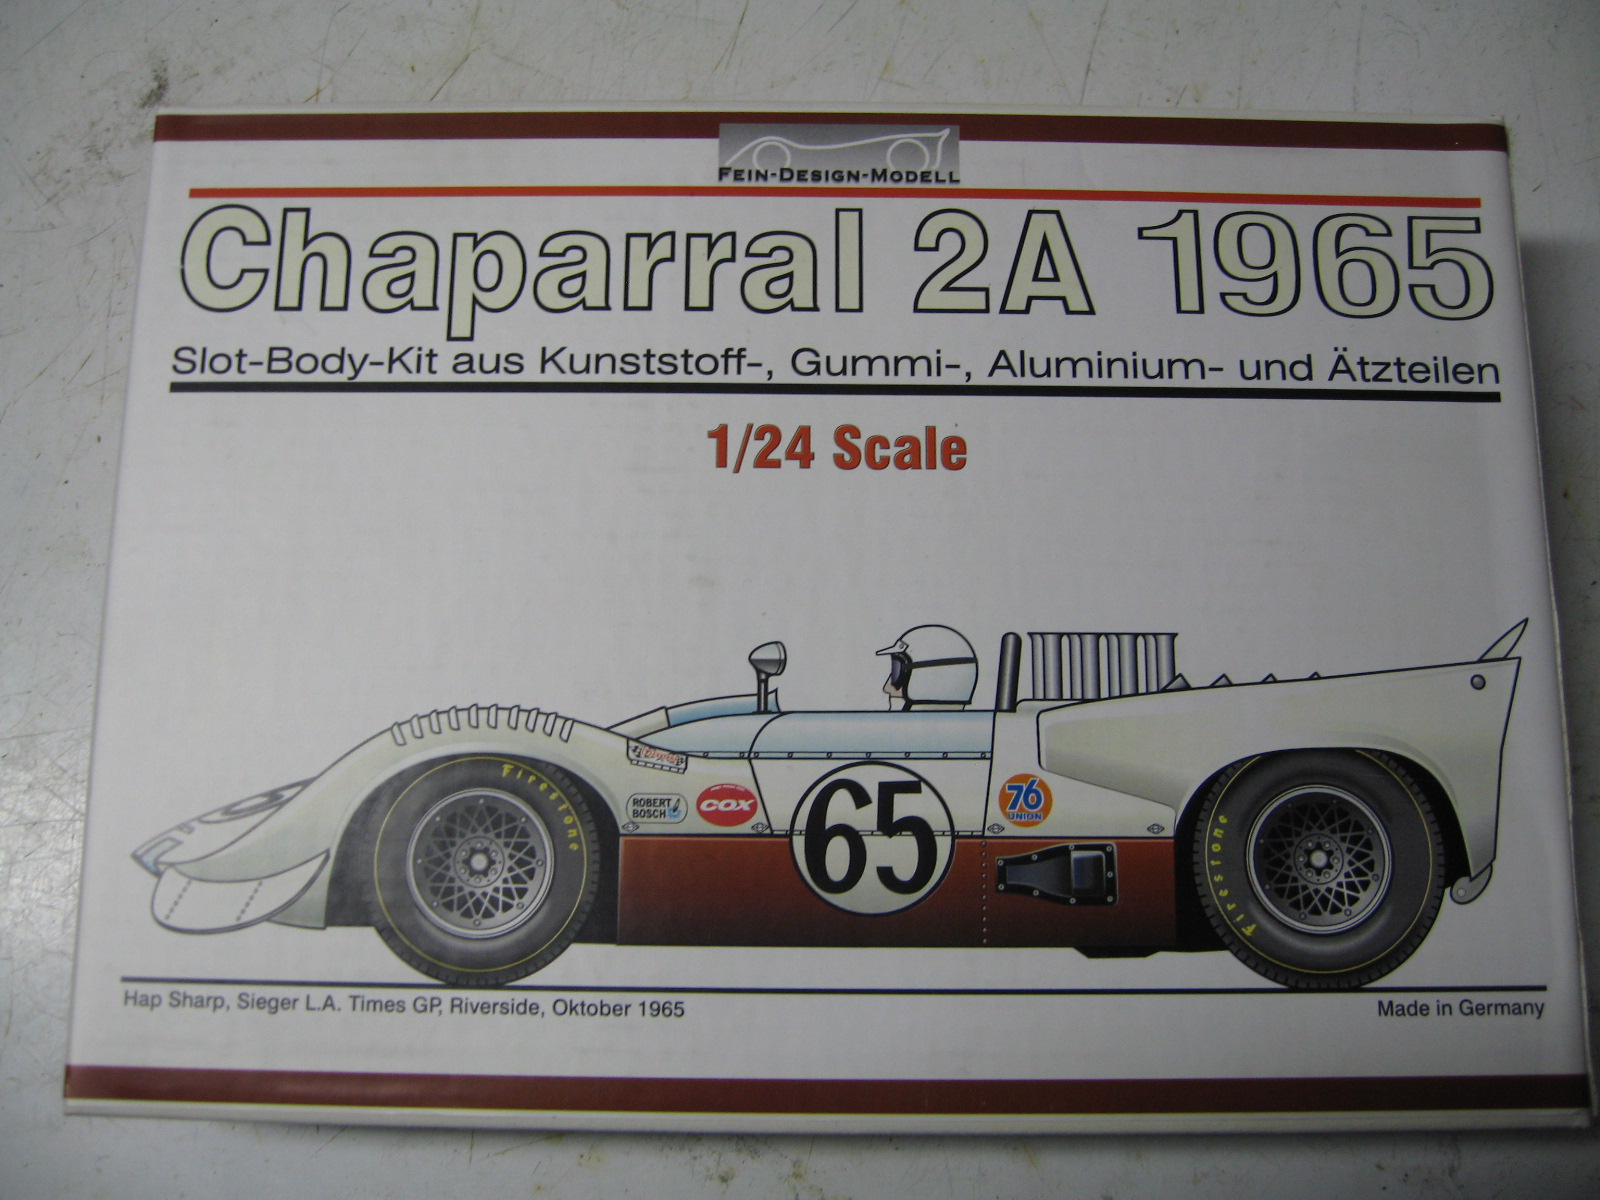 FEIN-DESIGN-MODELL
Chaparral 2A 1965
Slot-Body-Kit aus Kunststoff-, Gummi-, Aluminium- und Ätzteilen
1/24 Scale
Firestone
ROBERT
BOSCH
COX
65
76
UNION
Firestone
Hap Sharp, Sieger L.A. Times GP, Riverside, Oktober 1965
Made in Germany